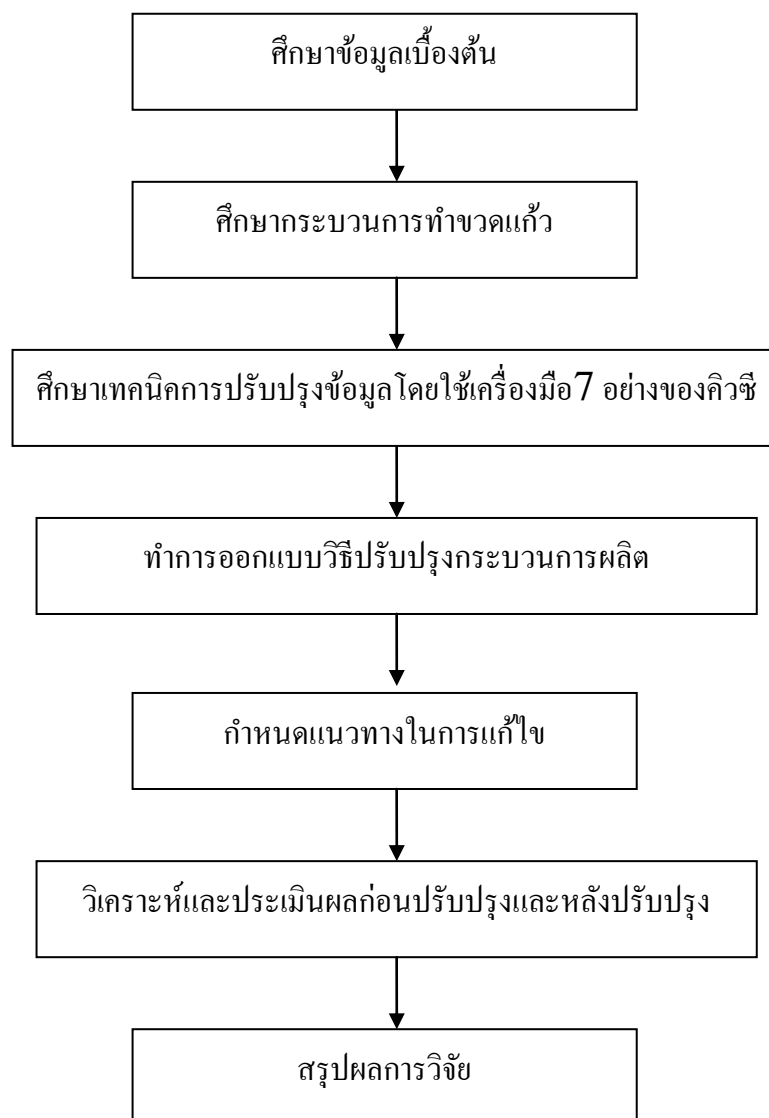 ศึกษาข้อมูลเบื้องต้น
ศึกษากระบวนการทำขวดแก้ว
ศึกษาเทคนิคการปรับปรุงข้อมูลโดยใช้เครื่องมือ7 อย่างของคิวซี
ทำการออกแบบวิธีปรับปรุงกระบวนการผลิต
กำหนดแนวทางในการแก้ไข
วิเคราะห์และประเมินผลก่อนปรับปรุงและหลังปรับปรุง
สรุปผลการวิจัย